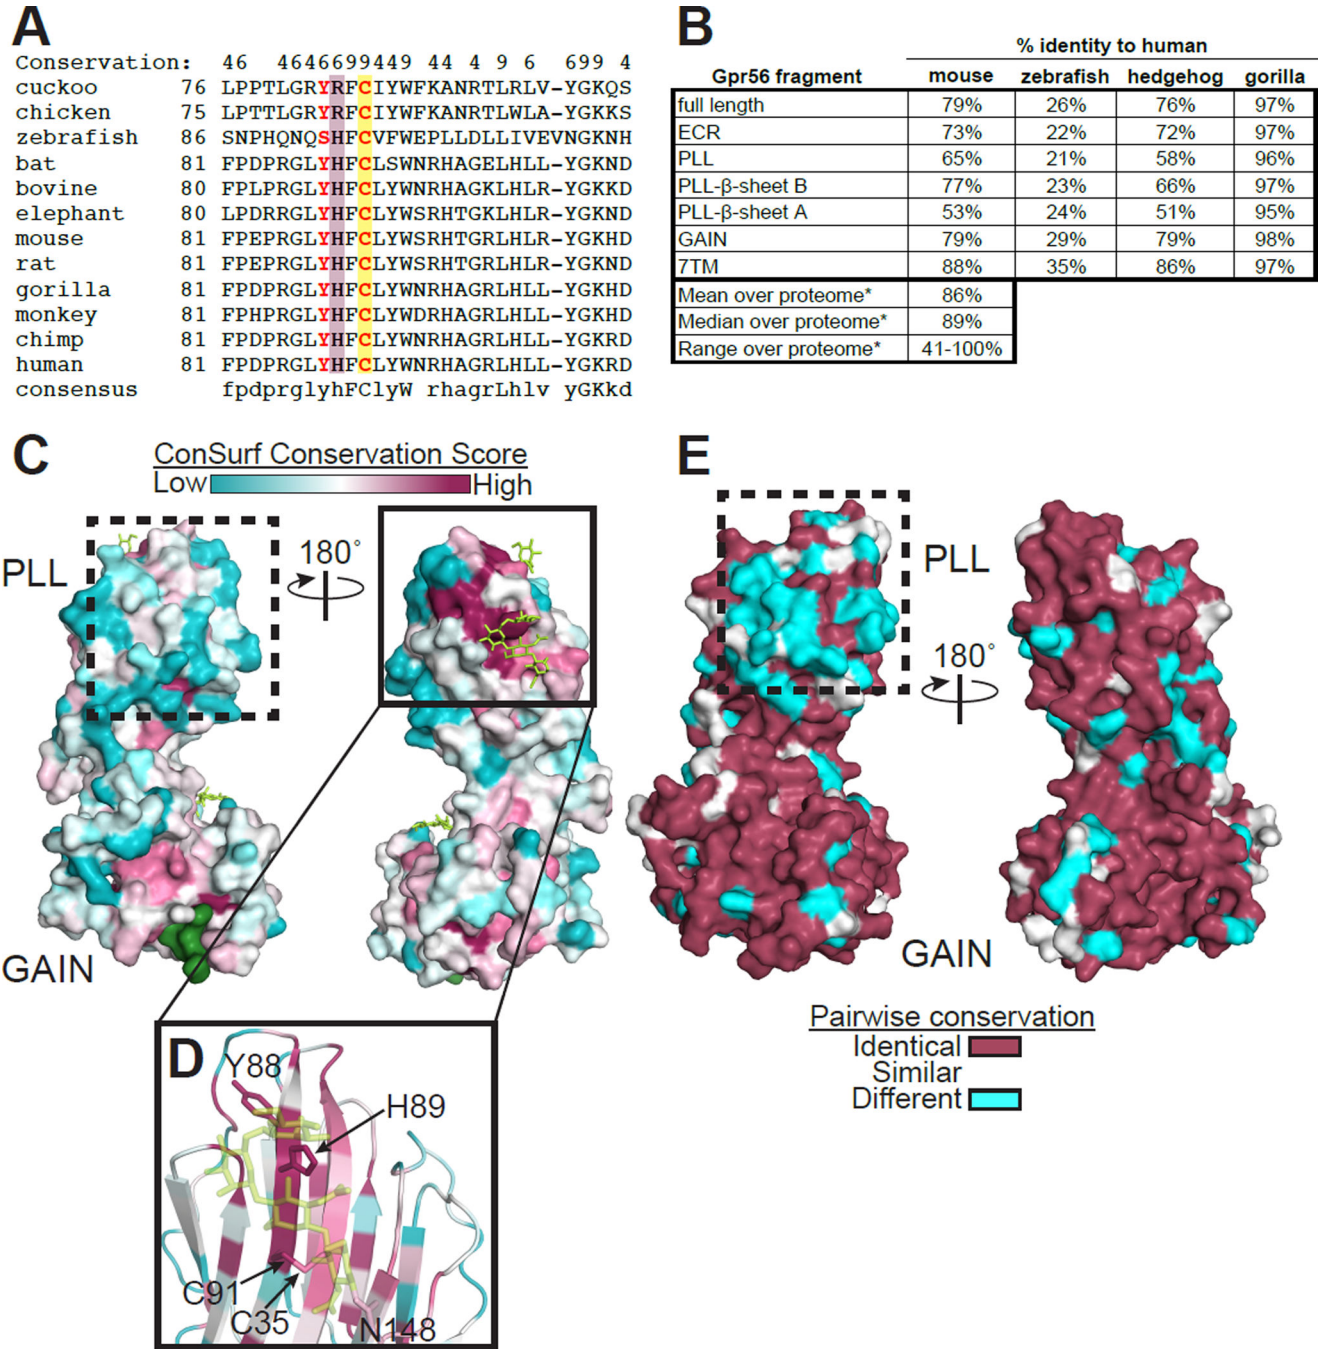 A
Conservation: 46 46466994449 44 4 9 6 -699 4
cuckoo 76 LPPTLGRYRFCIYWFKANRTLRLV-YGKQS
chicken 75 LPTTLGRYRFCIYWFKANRTLWLA-YGKKS
zebrafish 86 SNPHQNQSHFCVFWEPLLDLLIVEVNGKNH
bat 81 FPDPRGLYHFCLSWNRHAGELHLR-YGKND
bovine 80 FPLPRGLYHFCLYWNRHAGRLHLR-YGKKD
elephant 80 LPDRRGLYHFCLYWSRHTGKLHLR-YGKND
mouse 81 FPEPRGLYHFCLYWSRHTGRLHLR-YGKHD
rat 81 FPEPRGLYHFCLYWSRHTGRLHLR-YGKND
gorilla 81 FPDPRGLYHFCLYWNRHAGRLHLL-YGKHD
monkey 81 FPHPRGLYHFCLYWDRHAGRLHLL-YGKHD
chimp 81 FPDPRGLYHFCLYWNRHAGRLHLL-YGKRD
human 81 FPDPRGLYHFCLYWNRHAGRLHLL-YGKRD
consensus fpdprglyhFClyW rhagrLhlv yGKkd
B
% identity to human
Gpr56 fragment mouse zebrafish hedgehog gorilla
full length 79% 26% 76% 97%
ECR 73% 22% 72% 97%
PLL 65% 21% 58% 96%
PLL-β-sheet B 77% 23% 66% 97%
PLL-β-sheet A 53% 24% 51% 95%
GAIN 79% 29% 79% 98%
7TM 88% 35% 86% 97%
Mean over proteome* 86%
Median over proteome* 89%
Range over proteome* 41-100%
C
ConSurf Conservation Score
Low High
PLL
180°
GAIN
D
Y88
H89
C91
C35
N148
E
PLL
180°
GAIN
Pairwise conservation
Identical
Similar
Different